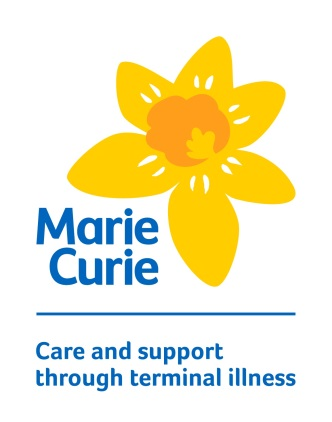 Marie
Curie
Care and support
through terminal illness